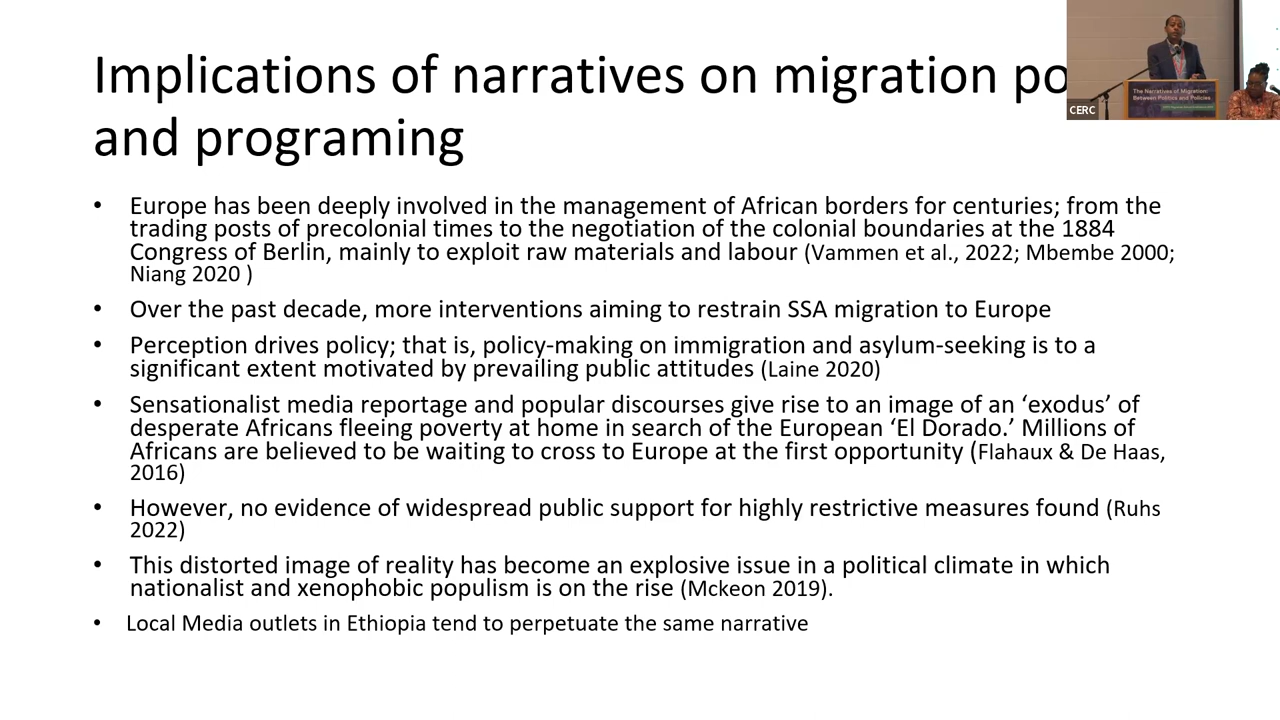 Implications of narratives on migration po
and programing
• Europe has been deeply involved in the management of African borders for centuries; from the
trading posts of precolonial times to the negotiation of the colonial boundaries at the 1884
Congress of Berlin, mainly to exploit raw materials and labour (Vammen et al., 2022; Mbembe 2000;
Niang 2020 )
• Over the past decade, more interventions aiming to restrain SSA migration to Europe
• Perception drives policy; that is, policy-making on immigration and asylum-seeking is to a
significant extent motivated by prevailing public attitudes (Laine 2020)
• Sensationalist media reportage and popular discourses give rise to an image of an ‘exodus’ of
desperate Africans fleeing poverty at home in search of the European ‘El Dorado.’ Millions of
Africans are believed to be waiting to cross to Europe at the first opportunity (Flahaux & De Haas,
2016)
• However, no evidence of widespread public support for highly restrictive measures found (Ruhs
2022)
• This distorted image of reality has become an explosive issue in a political climate in which
nationalist and xenophobic populism is on the rise (Mckeon 2019).
• Local Media outlets in Ethiopia tend to perpetuate the same narrative
The Narratives of Migration:
Between Politics and Policies
CERC